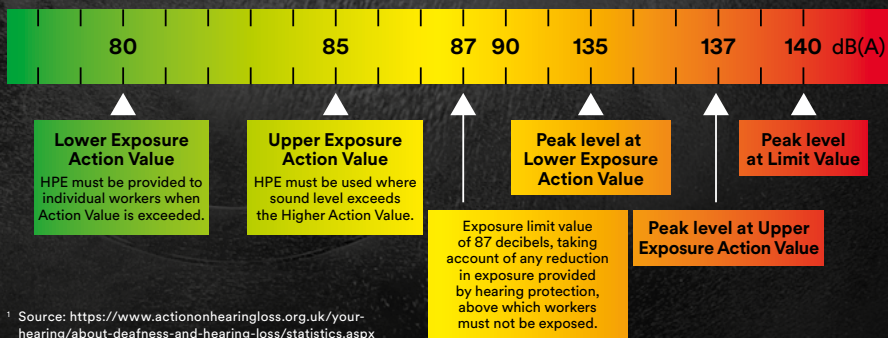 80 85 87 90 135 137 140 dB(A)
Lower Exposure
Action Value
HPE must be provided to
individual workers when
Action Value is exceeded.
Upper Exposure
Action Value
HPE must be used where
sound level exceeds
the Higher Action Value.
Exposure limit value
of 87 decibels, taking
account of any reduction
in exposure provided
by hearing protection,
above which workers
must not be exposed.
Peak level at
Lower Exposure
Action Value
Peak level at Upper
Exposure Action Value
Peak level
at Limit Value
¹ Source: https://www.actiononhearingloss.org.uk/your-
hearing/about-deafness-and-hearing-loss/statistics.aspx